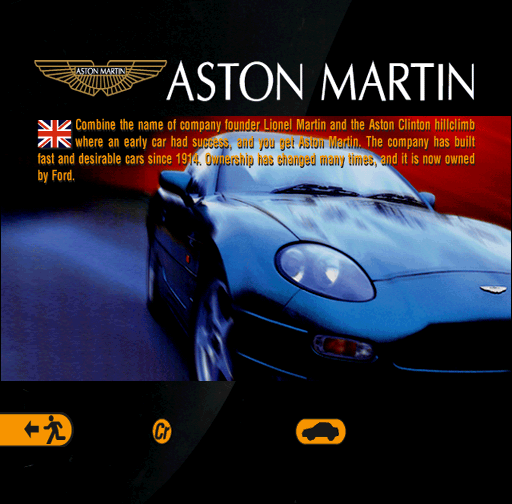 ASTON MARTIN
ASTON MARTIN
Combine the name of company founder Lionel Martin and the Aston Clinton hillclimb
where an early car had success, and you get Aston Martin. The company has built
fast and desirable cars since 1914. Ownership has changed many times, and it is now owned
by Ford.
Cr